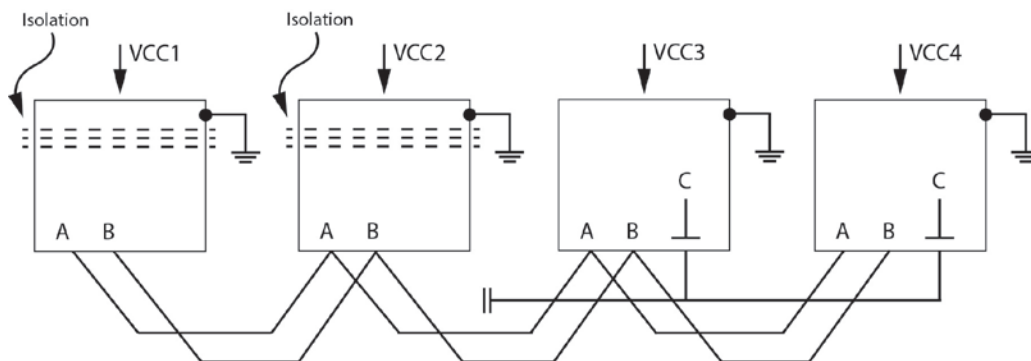 Isolation
Isolation
VCC1
VCC2
VCC3
VCC4
C
C
A B
A B
A B
A B